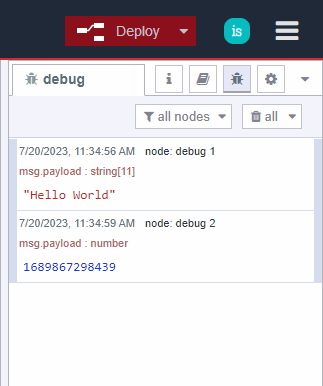 Deploy
is
debug
i
all nodes
all
7/20/2023, 11:34:56 AM node: debug 1
msg.payload : string[11]
"Hello World"
7/20/2023, 11:34:59 AM node: debug 2
msg.payload : number
1689867298439